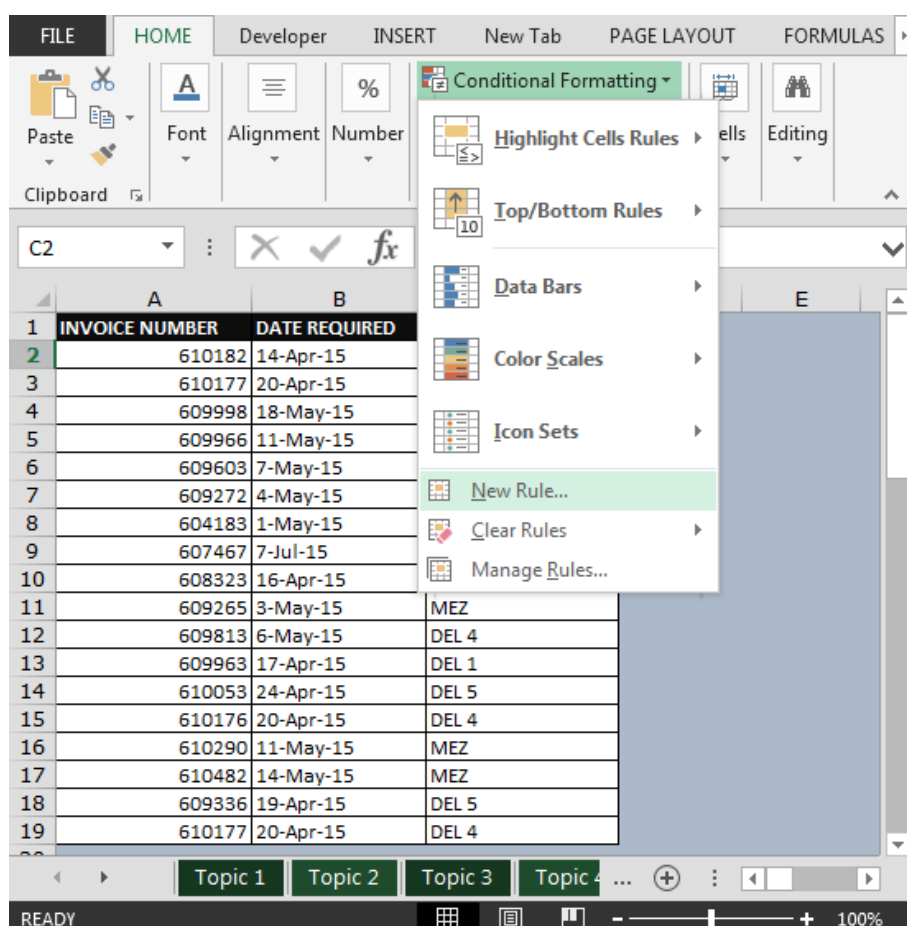 FILE HOME Developer INSERT New Tab PAGE LAYOUT FORMULAS
A % Conditional Formatting
Paste Font Alignment Number ells Editing
Clipboard
Highlight Cells Rules
10 Top/Bottom Rules
C2 fx
Data Bars
A B E
1 INVOICE NUMBER DATE REQUIRED
2 610182 14-Apr-15
Color Scales
3 610177 20-Apr-15
4 609998 18-May-15
5 609966 11-May-15
Icon Sets
6 609603 7-May-15
7 609272 4-May-15
New Rule...
8 604183 1-May-15
Clear Rules
9 607467 7-Jul-15
10 608323 16-Apr-15
Manage Rules...
11 609265 3-May-15 MEZ
12 609813 6-May-15 DEL 4
13 609963 17-Apr-15 DEL 1
14 610053 24-Apr-15 DEL 5
15 610176 20-Apr-15 DEL 4
16 610290 11-May-15 MEZ
17 610482 14-May-15 MEZ
18 609336 19-Apr-15 DEL 5
19 610177 20-Apr-15 DEL 4
Topic 1 Topic 2 Topic 3 Topic ...
READY 100%